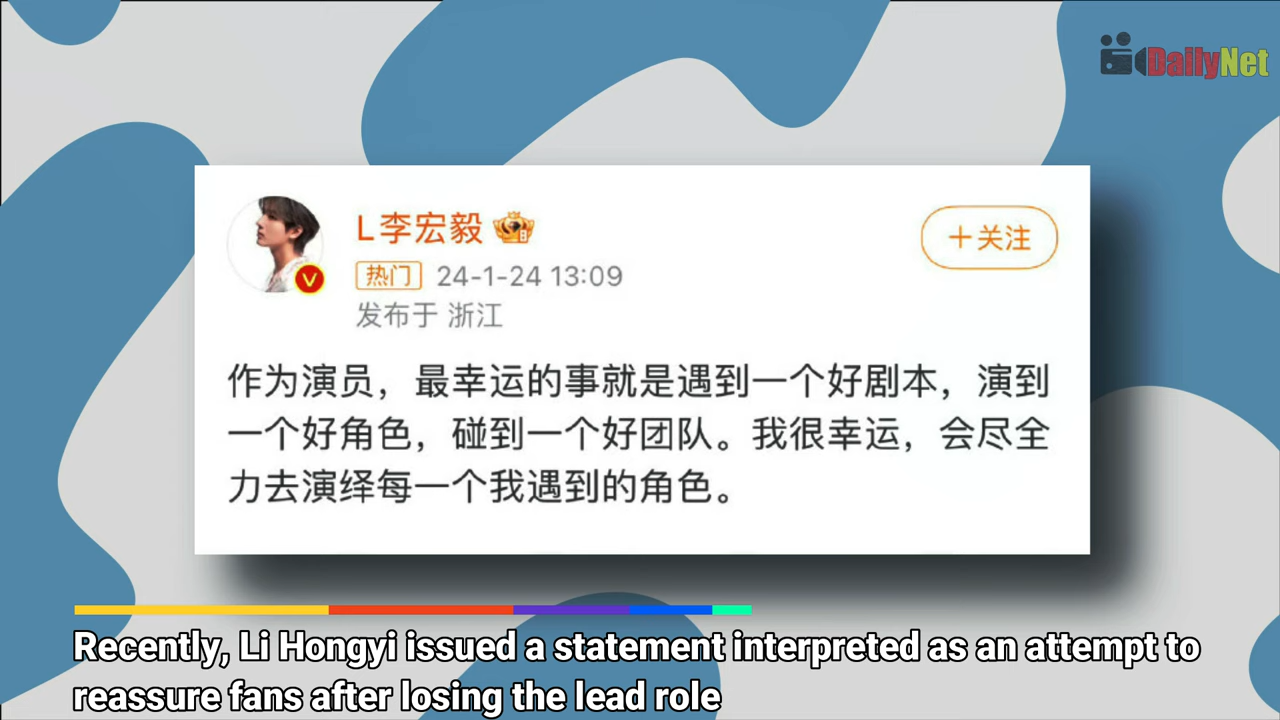 DailyNet
L李宏毅
+关注
热门 24-1-24 13:09
发布于 浙江
作为演员，最幸运的事就是遇到一个好剧本，演到
一个好角色，碰到一个好团队。我很幸运，会尽全
力去演绎每一个我遇到的角色。
Recently, Li Hongyi issued a statement interpreted as an attempt to
reassure fans after losing the lead role